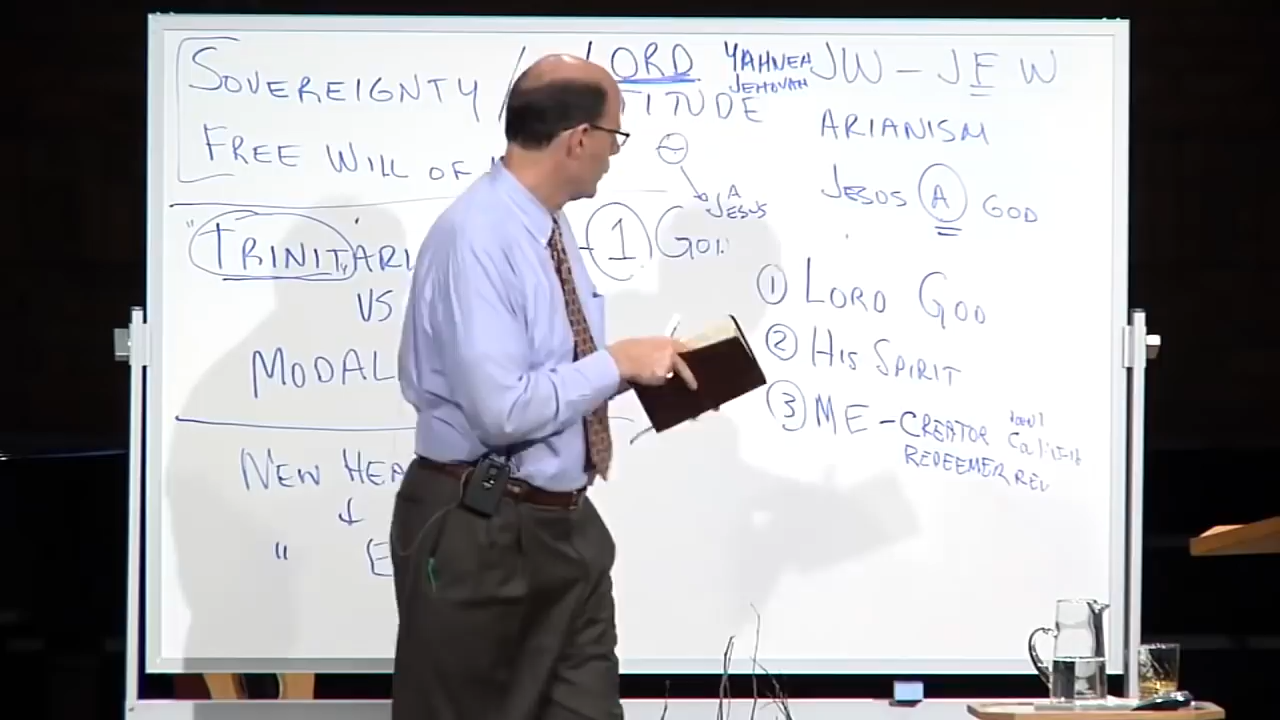 SOVEREIGNTY / LORD YAHWEH JW - JEW
JEHOVAH
TITUDE
FREE WILL OF
ARIANISM
A
JESUS
JESUS A GOD
"TRINIT"ARI - 1 GOD
VS
1 LORD GOD
MODAL
2 HIS SPIRIT
3 ME - CREATOR
REDEEMER REV
NEW HEA
" E